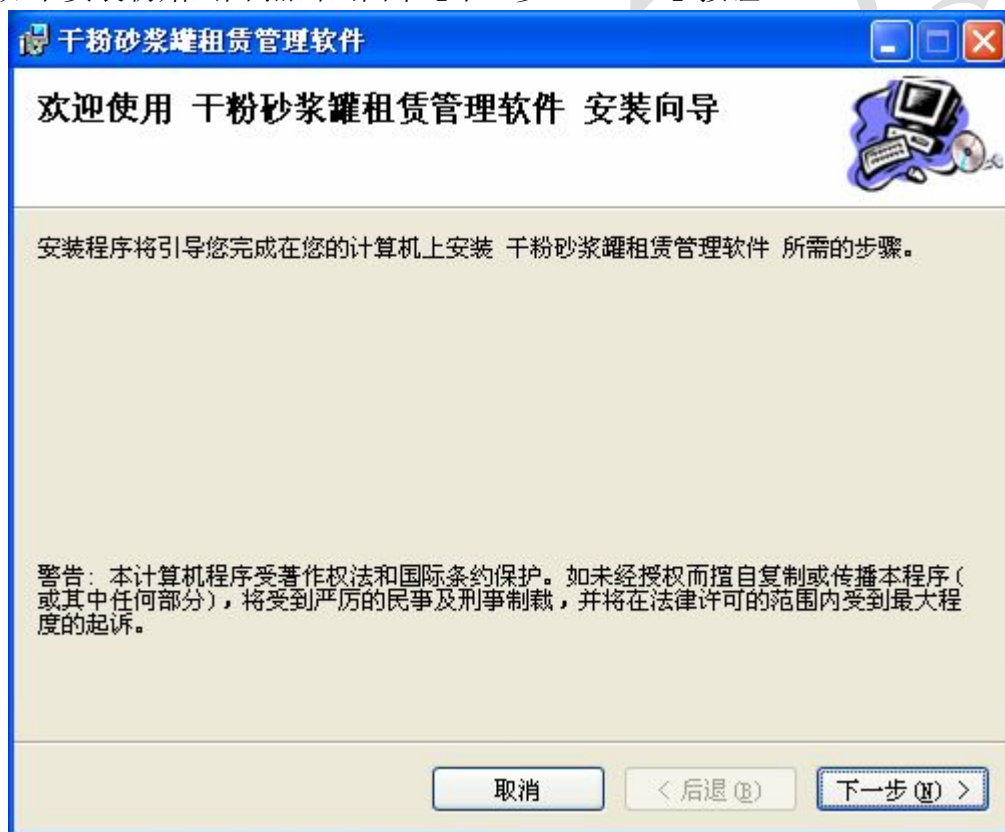 干粉砂浆罐租赁管理软件
欢迎使用 干粉砂浆罐租赁管理软件 安装向导
安装程序将引导您完成在您的计算机上安装 干粉砂浆罐租赁管理软件 所需的步骤。
警告: 本计算机程序受著作权法和国际条约保护。如未经授权而擅自复制或传播本程序(
或其中任何部分),将受到严厉的民事及刑事制裁,并将在法律许可的范围内受到最大程
度的起诉。
取消
< 后退(B)
下一步(N) >